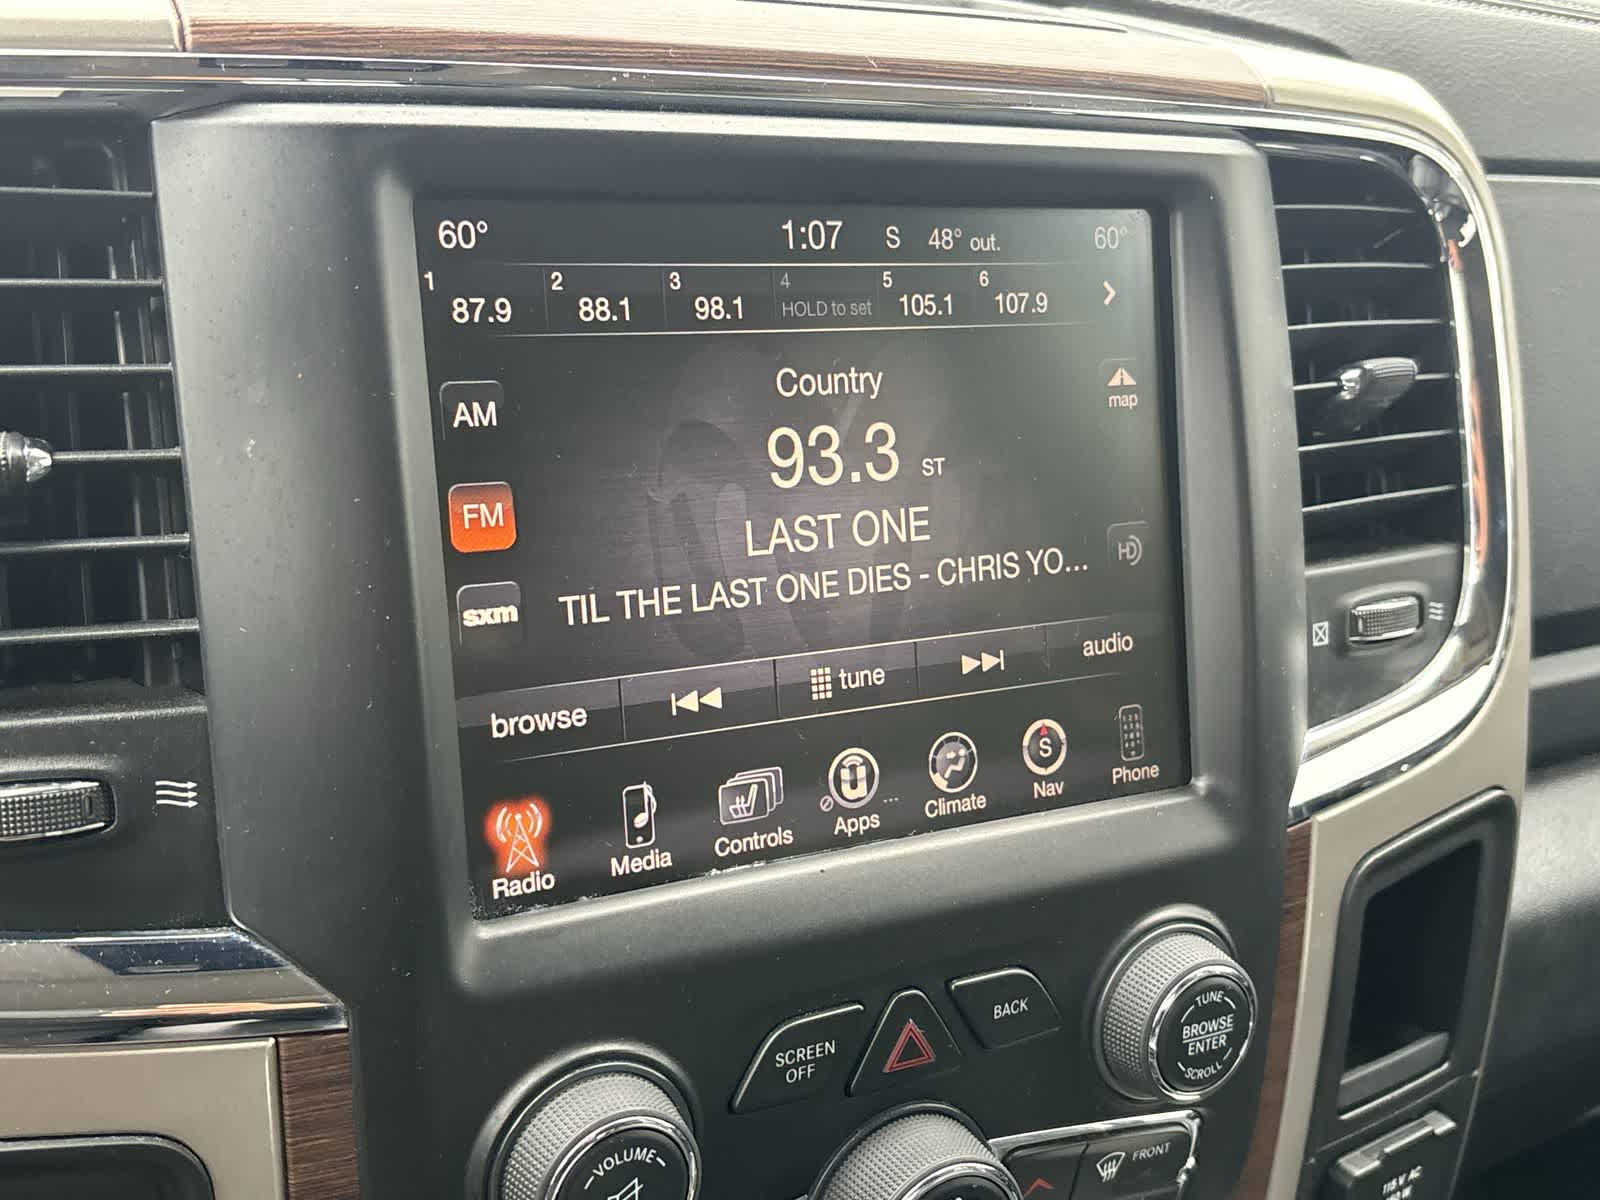 60° 1:07 S 48° out. 60°
1 2 3 4 5 6
87.9 88.1 98.1 HOLD to set 105.1 107.9
Country
AM
map
93.3 ST
FM
LAST ONE
HD
sxm
TIL THE LAST ONE DIES - CHRIS YO...
browse tune audio
Radio Media Controls Apps ... Climate S Nav Phone
SCREEN
OFF
BACK
TUNE
BROWSE
ENTER
SCROLL
VOLUME
FRONT
115V AC